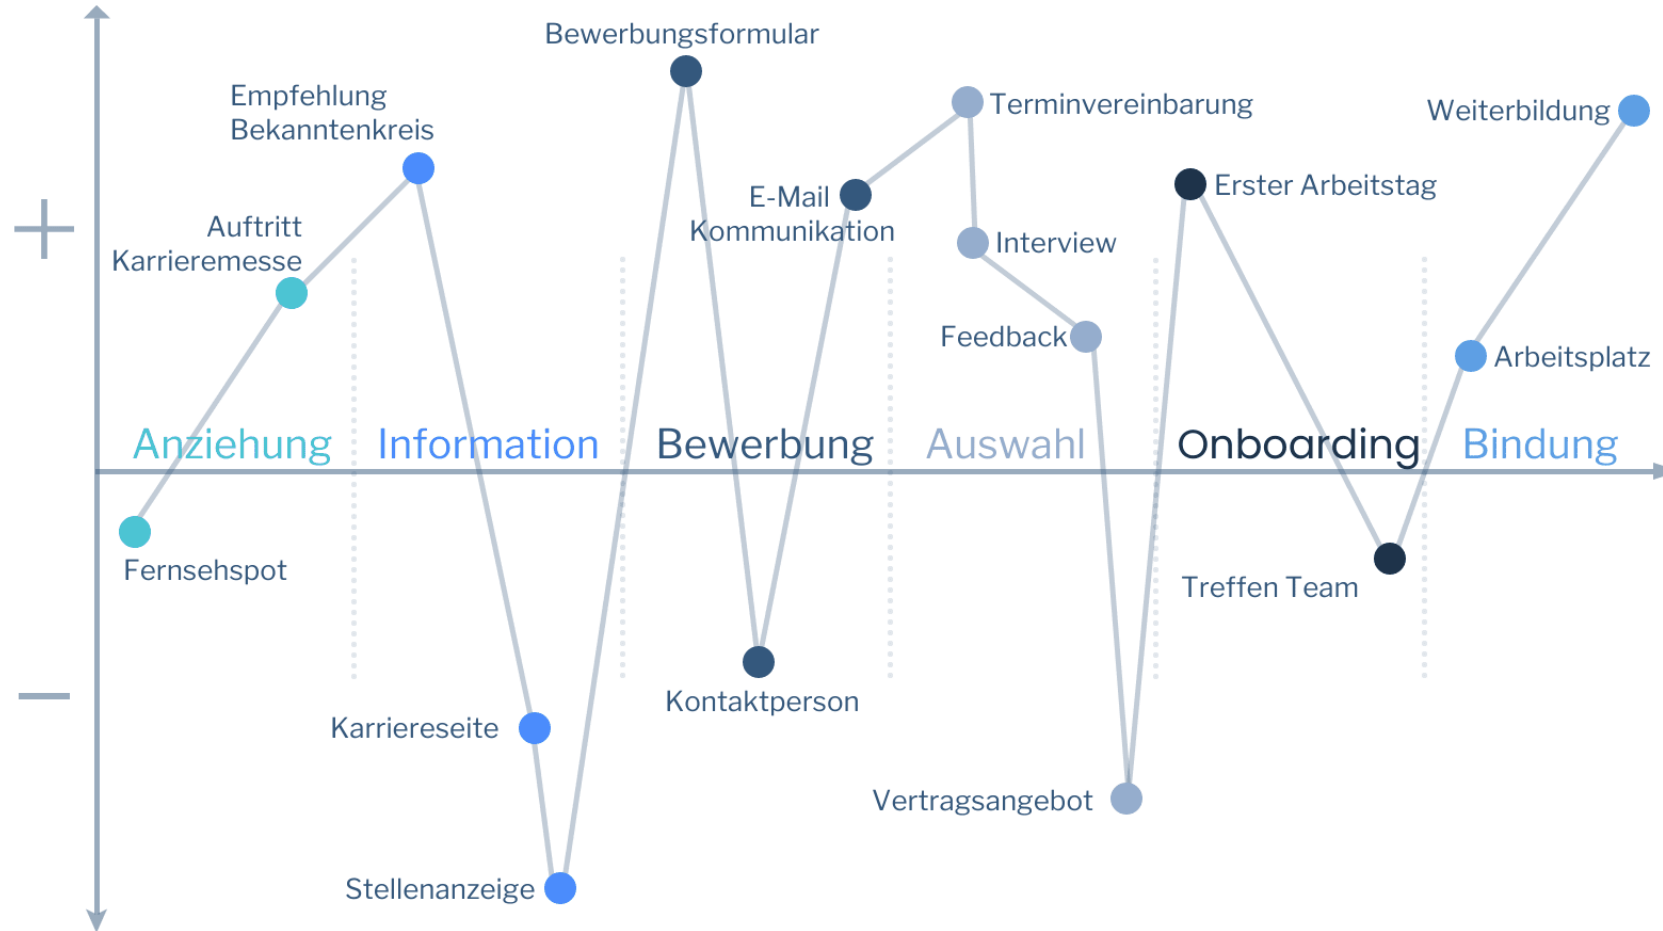 Bewerbungsformular
Empfehlung
Bekanntenkreis
Terminvereinbarung
Weiterbildung
E-Mail
Kommunikation
Erster Arbeitstag
Auftritt
Karrieremesse
Interview
Feedback
Arbeitsplatz
Anziehung
Information
Bewerbung
Auswahl
Onboarding
Bindung
Fernsehspot
Treffen Team
Kontaktperson
Karriereseite
Vertragsangebot
Stellenanzeige